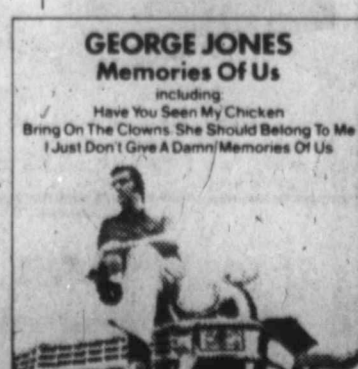 GEORGE JONES
Memories Of Us
including:
Have You Seen My Chicken
Bring On The Clowns/She Should Belong To Me
I Just Don't Give A Damn/Memories Of Us